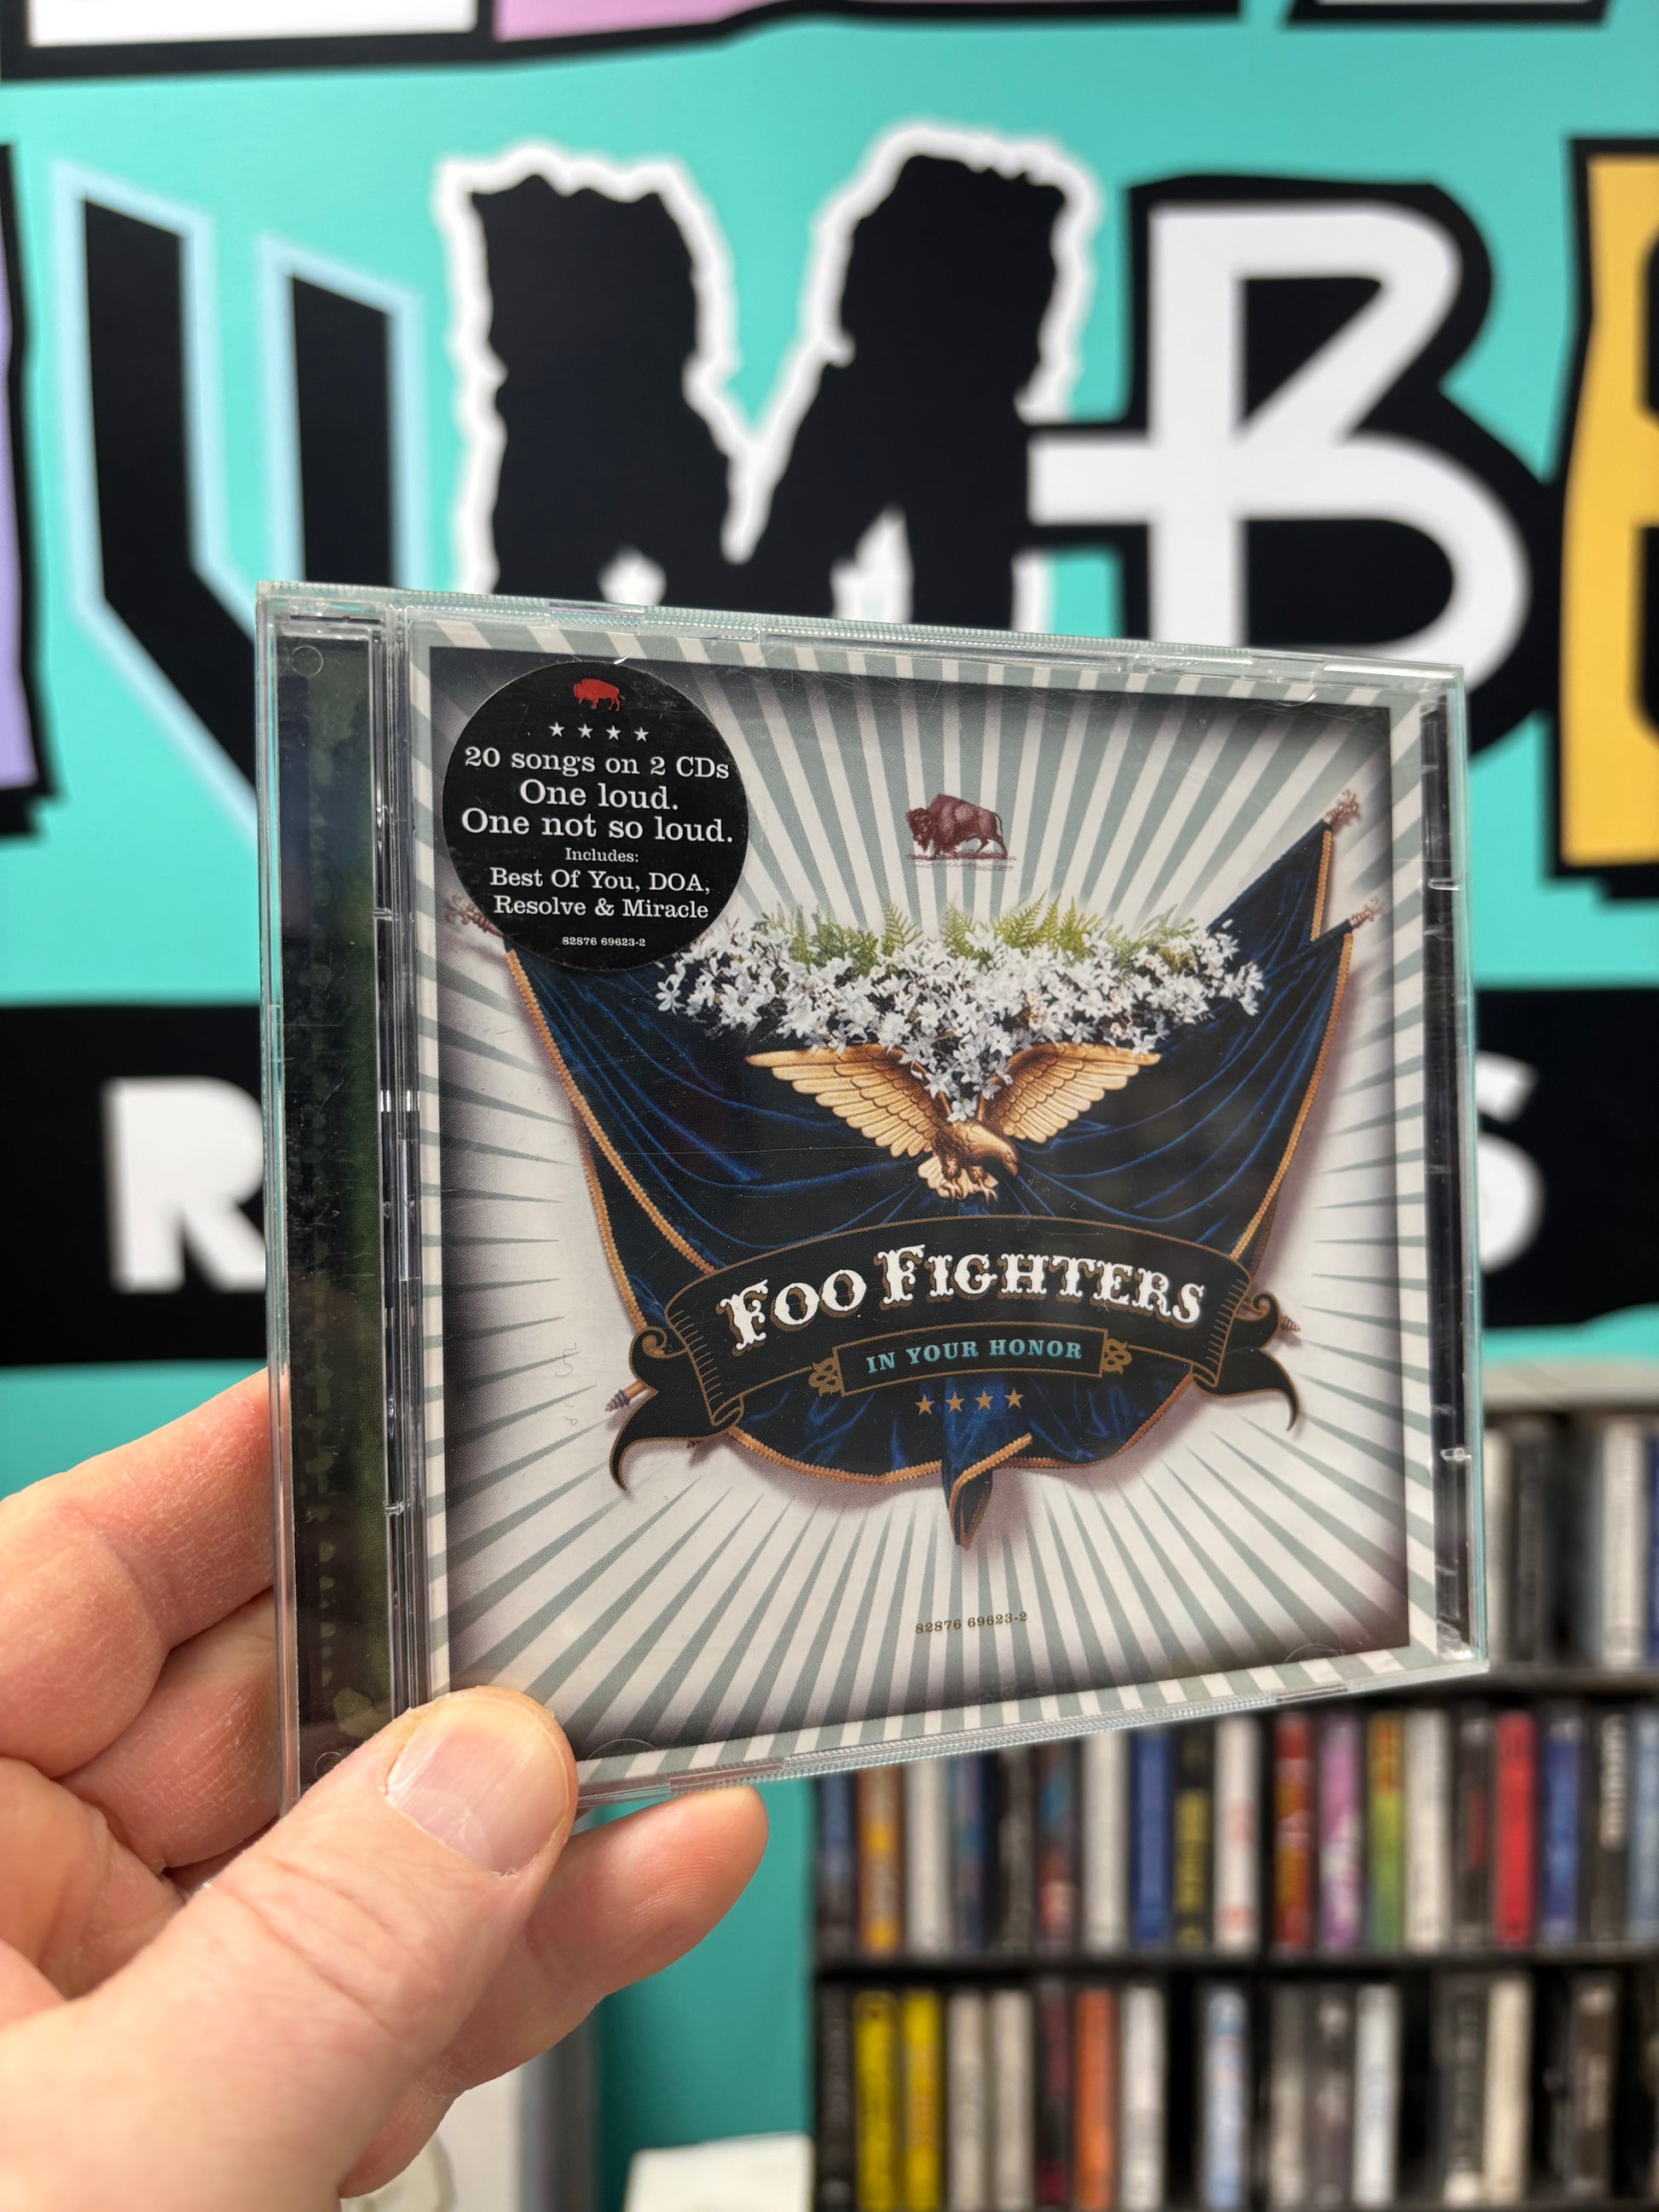 UMB
R
S
★ ★ ★ ★
20 songs on 2 CDs
One loud.
One not so loud.
Includes:
Best Of You, DOA,
Resolve & Miracle
82876 69623-2
FOO FIGHTERS
IN YOUR HONOR
★ ★ ★ ★
82876 69623-2